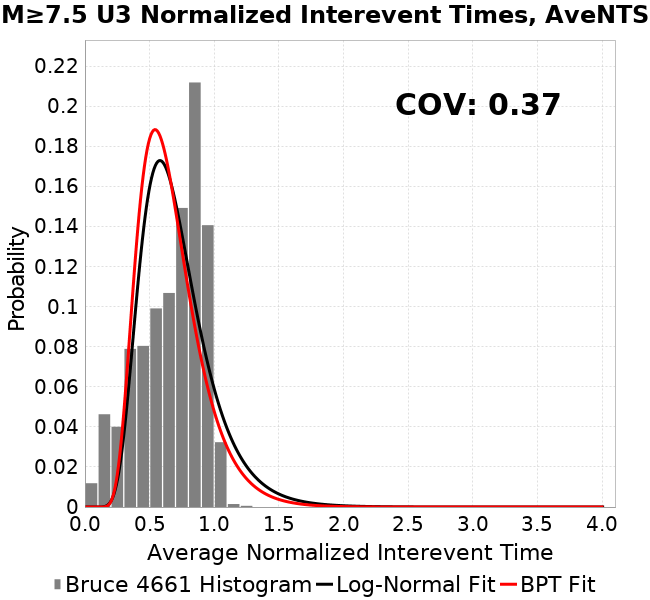 M≥7.5 U3 Normalized Interevent Times, AveNTS
COV: 0.37
Probability
0.22
0.2
0.18
0.16
0.14
0.12
0.1
0.08
0.06
0.04
0.02
0
0.0 0.5 1.0 1.5 2.0 2.5 3.0 3.5 4.0
Average Normalized Interevent Time
Bruce 4661 Histogram Log-Normal Fit BPT Fit